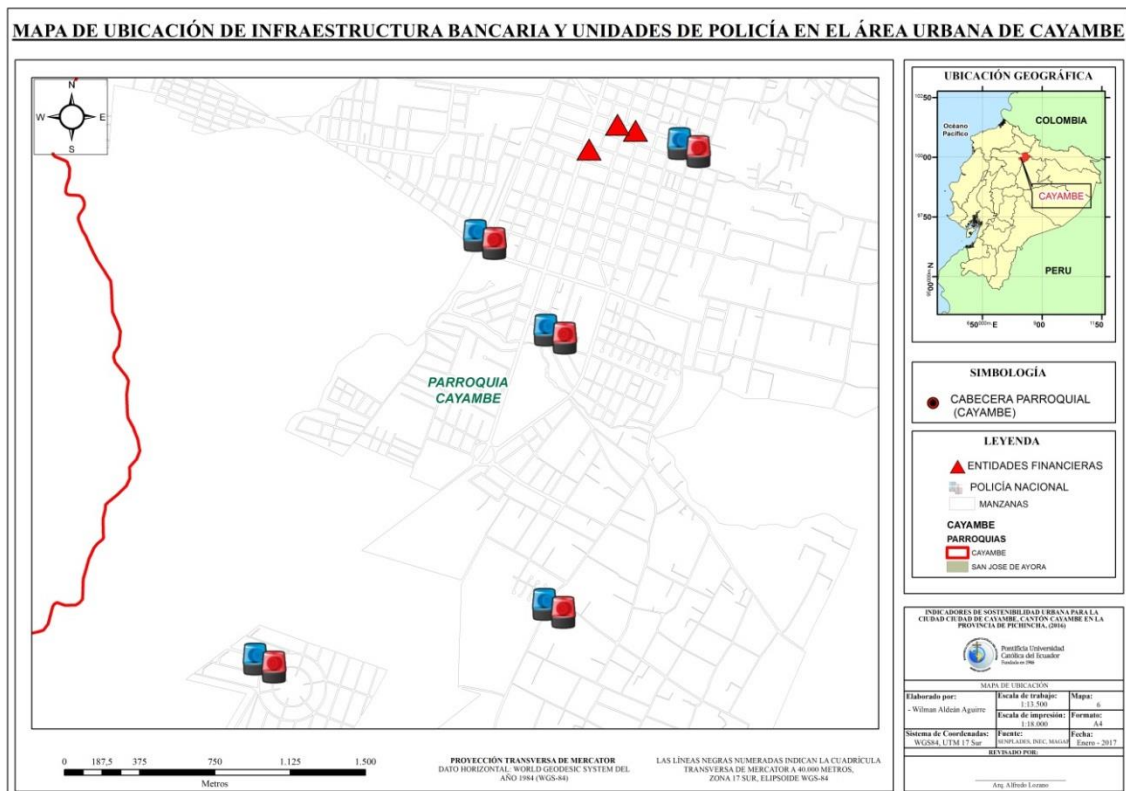 MAPA DE UBICACIÓN DE INFRAESTRUCTURA BANCARIA Y UNIDADES DE POLICÍA EN EL ÁREA URBANA DE CAYAMBE
N
W
E
S
PARROQUIA
CAYAMBE
0
187,5
375
750
1.125
1.500
Metros
PROYECCIÓN TRANSVERSA DE MERCATOR
DATO HORIZONTAL: WORLD GEODESIC SYSTEM DEL
AÑO 1984 (WGS-84)
LAS LÍNEAS NEGRAS NUMERADAS INDICAN LA CUADRÍCULA
TRANSVERSA DE MERCATOR A 40.000 METROS,
ZONA 17 SUR, ELIPSOIDE WGS-84
UBICACIÓN GEOGRÁFICA
Océano
Pacífico
COLOMBIA
CAYAMBE
PERU
SIMBOLOGÍA
CABECERA PARROQUIAL
(CAYAMBE)
LEYENDA
ENTIDADES FINANCIERAS
POLICÍA NACIONAL
MANZANAS
CAYAMBE
PARROQUIAS
CAYAMBE
SAN JOSE DE AYORA
INDICADORES DE SOSTENIBILIDAD URBANA PARA LA
CIUDAD CIUDAD DE CAYAMBE, CANTÓN CAYAMBE EN LA
PROVINCIA DE PICHINCHA, (2016)
Pontificia Universidad
Católica del Ecuador
MAPA DE UBICACIÓN
Elaborado por:
- Wilman Aldeán Aguirre
Escala de trabajo:
1:13.500
Mapa:
6
Escala de impresión:
1:18.000
Formato:
A4
Sistema de Coordenadas:
WGS84, UTM 17 Sur
Fuente:
SENPLADES, INEC, MAGAP
Fecha:
Enero - 2017
REVISADO POR:
Arq. Alfredo Lozano